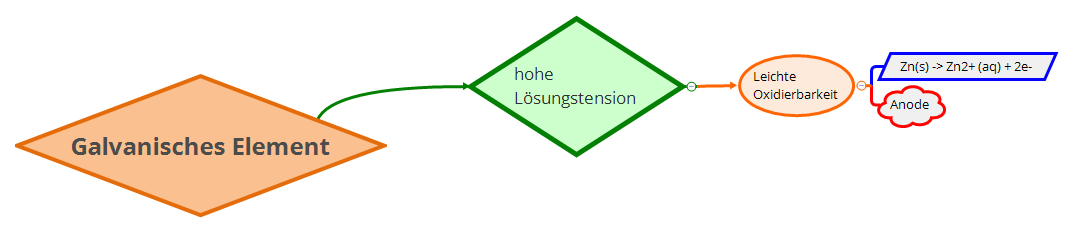 Galvanisches Element
hohe
Lösungstension
Leichte
Oxidierbarkeit
Zn(s) -> Zn2+ (aq) + 2e-
Anode